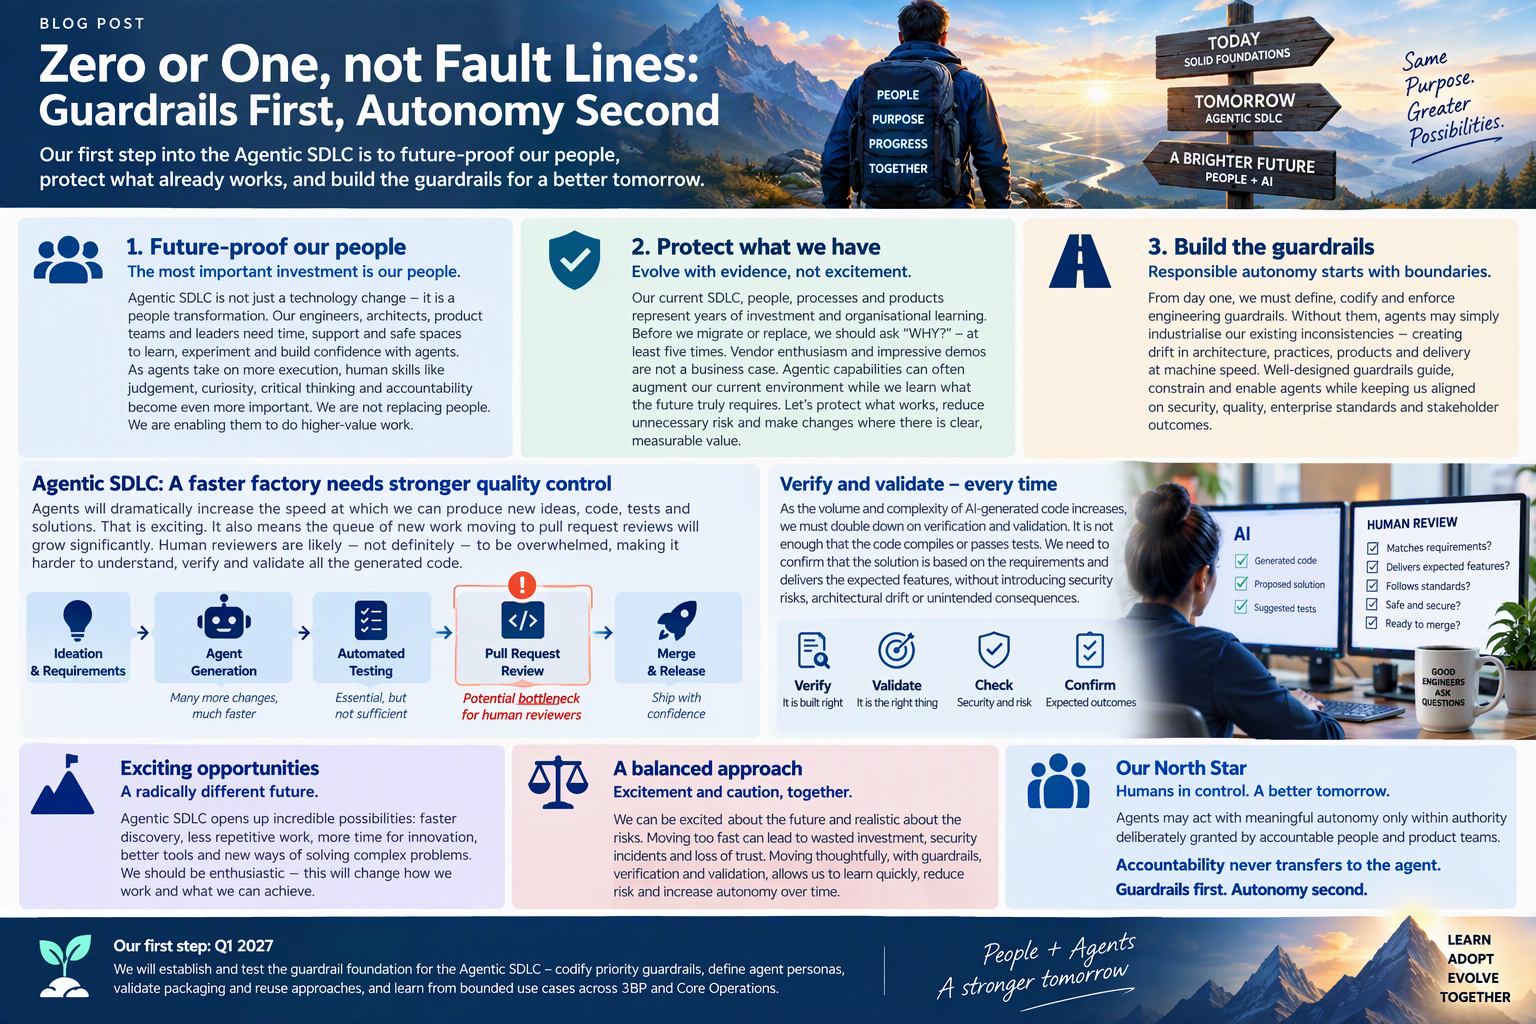 BLOG POST
Zero or One, not Fault Lines:
Guardrails First, Autonomy Second
Our first step into the Agentic SDLC is to future-proof our people,
protect what already works, and build the guardrails for a better tomorrow.
PEOPLE
PURPOSE
PROGRESS
TOGETHER
TODAY
SOLID FOUNDATIONS
TOMORROW
AGENTIC SDLC
A BRIGHTER FUTURE
PEOPLE + AI
Same
Purpose.
Greater
Possibilities.
1. Future-proof our people
The most important investment is our people.
Agentic SDLC is not just a technology change – it is a
people transformation. Our engineers, architects, product
teams and leaders need time, support and safe spaces
to learn, experiment and build confidence with agents.
As agents take on more execution, human skills like
judgement, curiosity, critical thinking and accountability
become even more important. We are not replacing people.
We are enabling them to do higher-value work.
2. Protect what we have
Evolve with evidence, not excitement.
Our current SDLC, people, processes and products
represent years of investment and organisational learning.
Before we migrate or replace, we should ask “WHY?” – at
least five times. Vendor enthusiasm and impressive demos
are not a business case. Agentic capabilities can often
augment our current environment while we learn what
the future truly requires. Let's protect what works, reduce
unnecessary risk and make changes where there is clear,
measurable value.
3. Build the guardrails
Responsible autonomy starts with boundaries.
From day one, we must define, codify and enforce
engineering guardrails. Without them, agents may simply
industrialise our existing inconsistencies – creating
drift in architecture, practices, products and delivery
at machine speed. Well-designed guardrails guide,
constrain and enable agents while keeping us aligned
on security, quality, enterprise standards and stakeholder
outcomes.
Agentic SDLC: A faster factory needs stronger quality control
Agents will dramatically increase the speed at which we can produce new ideas, code, tests and
solutions. That is exciting. It also means the queue of new work moving to pull request reviews will
grow significantly. Human reviewers are likely – not definitely – to be overwhelmed, making it
harder to understand, verify and validate all the generated code.
Ideation
& Requirements
Agent
Generation
Many more changes,
much faster
Automated
Testing
Essential, but
not sufficient
!
</>
Pull Request
Review
Potential bottleneck
for human reviewers
Merge
& Release
Ship with
confidence
Verify and validate – every time
As the volume and complexity of AI-generated code increases,
we must double down on verification and validation. It is not
enough that the code compiles or passes tests. We need to
confirm that the solution is based on the requirements and
delivers the expected features, without introducing security
risks, architectural drift or unintended consequences.
Verify
It is built right
Validate
It is the right thing
Check
Security and risk
Confirm
Expected outcomes
AI
Generated code
Proposed solution
Suggested tests
HUMAN REVIEW
Matches requirements?
Delivers expected features?
Follows standards?
Safe and secure?
Ready to merge?
GOOD
ENGINEERS
ASK
QUESTIONS
Exciting opportunities
A radically different future.
Agentic SDLC opens up incredible possibilities: faster
discovery, less repetitive work, more time for innovation,
better tools and new ways of solving complex problems.
We should be enthusiastic – this will change how we
work and what we can achieve.
A balanced approach
Excitement and caution, together.
We can be excited about the future and realistic about the
risks. Moving too fast can lead to wasted investment, security
incidents and loss of trust. Moving thoughtfully, with guardrails,
verification and validation, allows us to learn quickly, reduce
risk and increase autonomy over time.
Our North Star
Humans in control. A better tomorrow.
Agents may act with meaningful autonomy only within authority
deliberately granted by accountable people and product teams.
Accountability never transfers to the agent.
Guardrails first. Autonomy second.
Our first step: Q1 2027
We will establish and test the guardrail foundation for the Agentic SDLC – codify priority guardrails, define agent personas,
validate packaging and reuse approaches, and learn from bounded use cases across 3BP and Core Operations.
People + Agents
A stronger tomorrow
LEARN
ADOPT
EVOLVE
TOGETHER